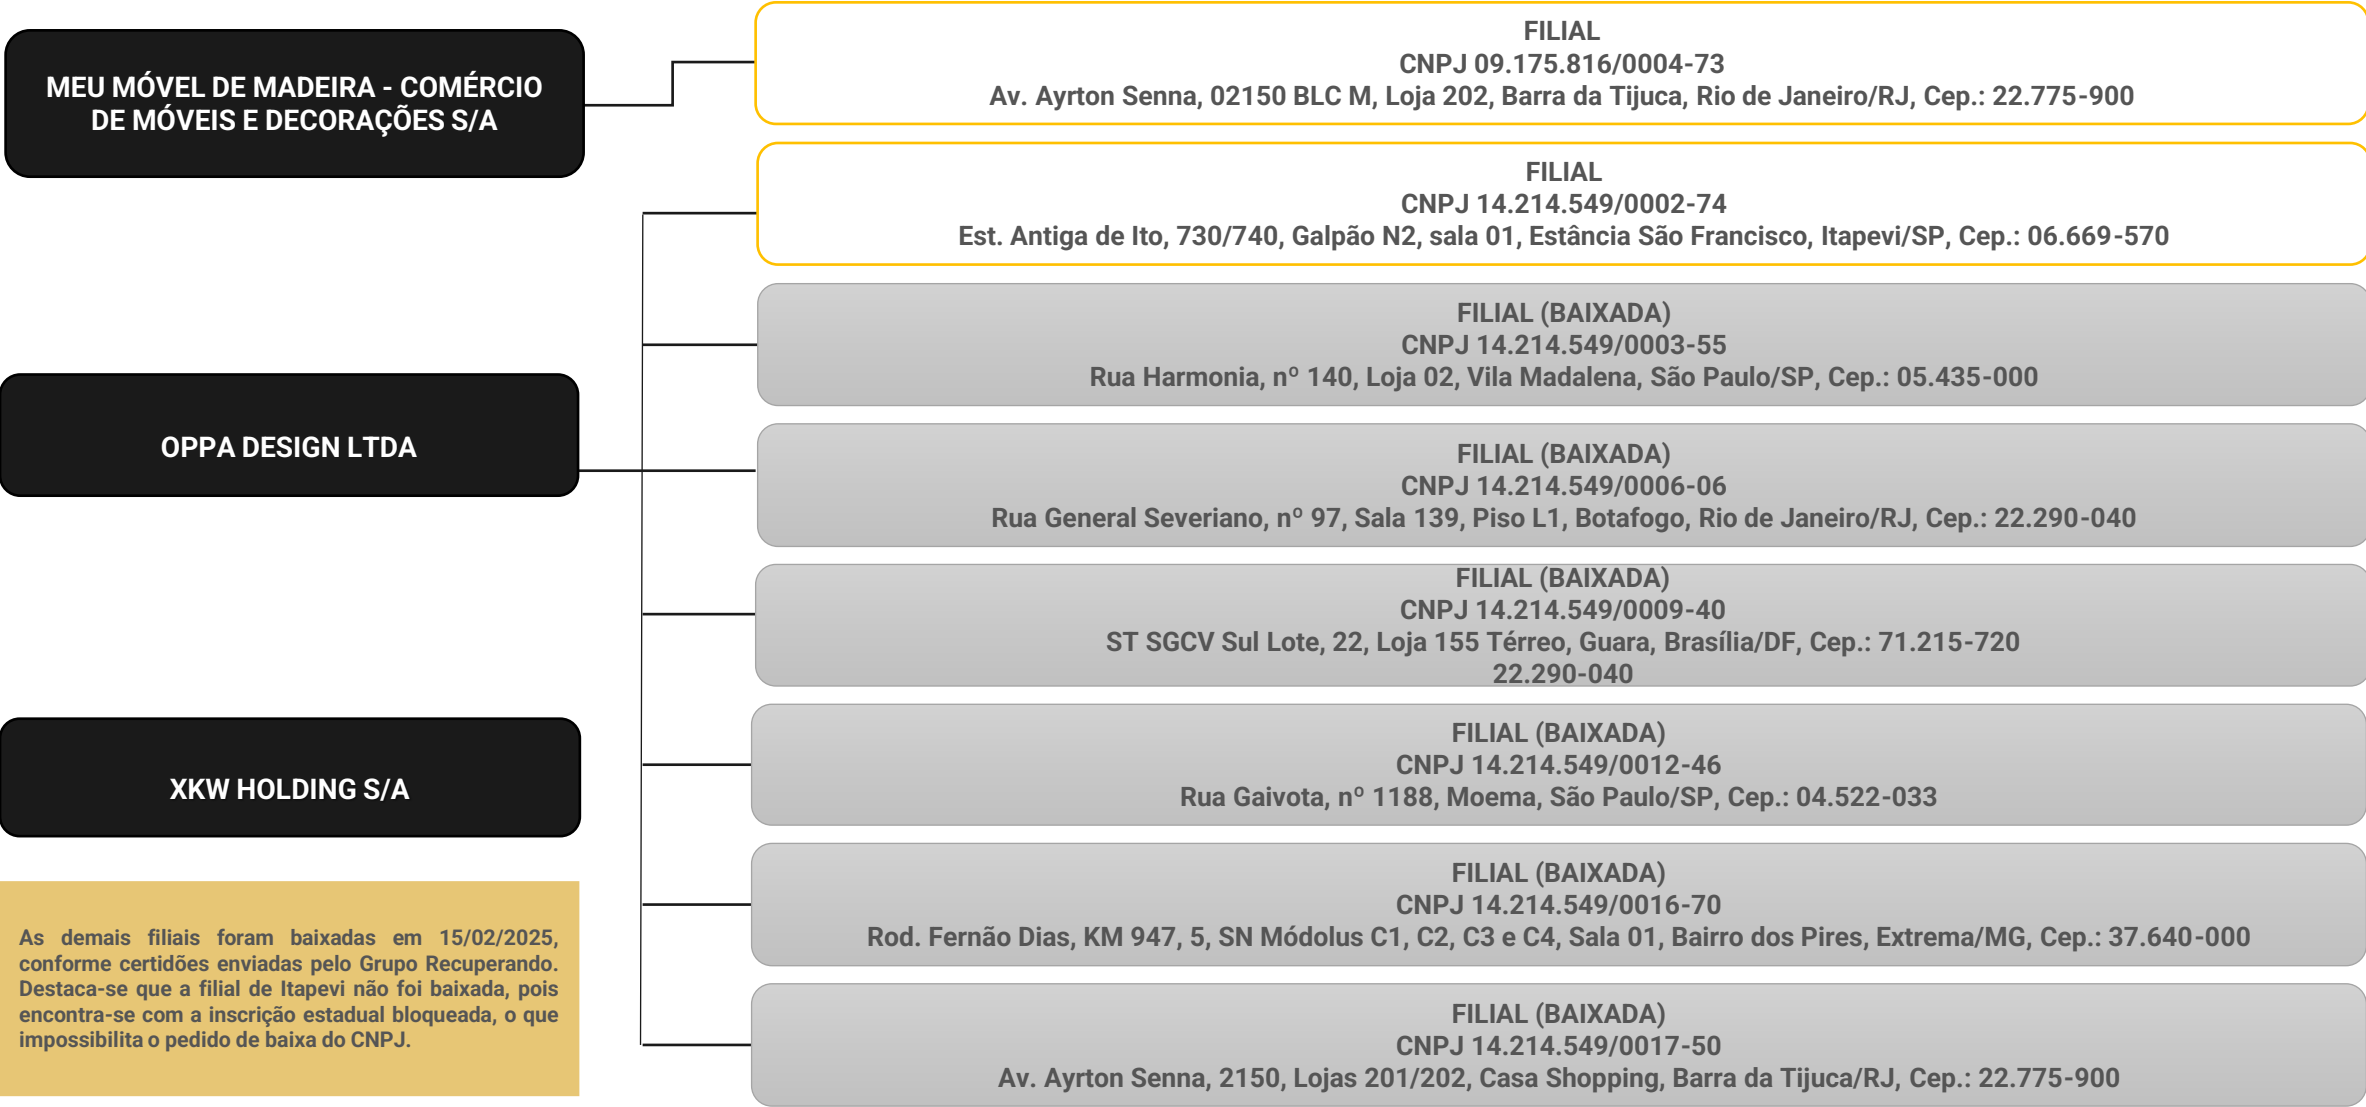 MEU MÓVEL DE MADEIRA - COMÉRCIO
DE MÓVEIS E DECORAÇÕES S/A
FILIAL
CNPJ 09.175.816/0004-73
Av. Ayrton Senna, 02150 BLC M, Loja 202, Barra da Tijuca, Rio de Janeiro/RJ, Cep.: 22.775-900
OPPA DESIGN LTDA
FILIAL
CNPJ 14.214.549/0002-74
Est. Antiga de Ito, 730/740, Galpão N2, sala 01, Estância São Francisco, Itapevi/SP, Cep.: 06.669-570
FILIAL (BAIXADA)
CNPJ 14.214.549/0003-55
Rua Harmonia, nº 140, Loja 02, Vila Madalena, São Paulo/SP, Cep.: 05.435-000
FILIAL (BAIXADA)
CNPJ 14.214.549/0006-06
Rua General Severiano, nº 97, Sala 139, Piso L1, Botafogo, Rio de Janeiro/RJ, Cep.: 22.290-040
FILIAL (BAIXADA)
CNPJ 14.214.549/0009-40
ST SGCV Sul Lote, 22, Loja 155 Térreo, Guara, Brasília/DF, Cep.: 71.215-720
22.290-040
FILIAL (BAIXADA)
CNPJ 14.214.549/0012-46
Rua Gaivota, nº 1188, Moema, São Paulo/SP, Cep.: 04.522-033
FILIAL (BAIXADA)
CNPJ 14.214.549/0016-70
Rod. Fernão Dias, KM 947, 5, SN Módolus C1, C2, C3 e C4, Sala 01, Bairro dos Pires, Extrema/MG, Cep.: 37.640-000
FILIAL (BAIXADA)
CNPJ 14.214.549/0017-50
Av. Ayrton Senna, 2150, Lojas 201/202, Casa Shopping, Barra da Tijuca/RJ, Cep.: 22.775-900
XKW HOLDING S/A
As demais filiais foram baixadas em 15/02/2025,
conforme certidões enviadas pelo Grupo Recuperando.
Destaca-se que a filial de Itapevi não foi baixada, pois
encontra-se com a inscrição estadual bloqueada, o que
impossibilita o pedido de baixa do CNPJ.